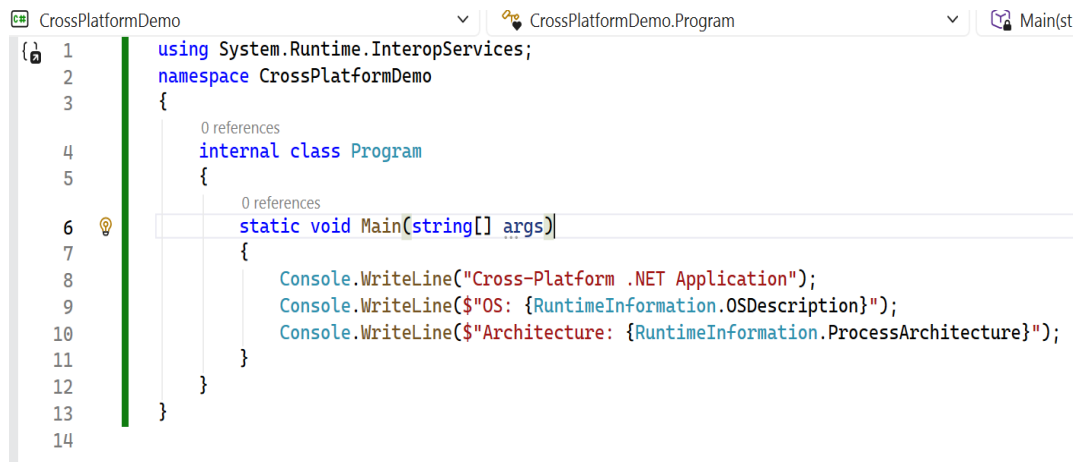 C# CrossPlatformDemo CrossPlatformDemo.Program Main(st
1 using System.Runtime.InteropServices;
2 namespace CrossPlatformDemo
3 {
0 references
4 internal class Program
5 {
0 references
6 static void Main(string[] args)
7 {
8 Console.WriteLine("Cross-Platform .NET Application");
9 Console.WriteLine($"OS: {RuntimeInformation.OSDescription}");
10 Console.WriteLine($"Architecture: {RuntimeInformation.ProcessArchitecture}");
11 }
12 }
13 }
14